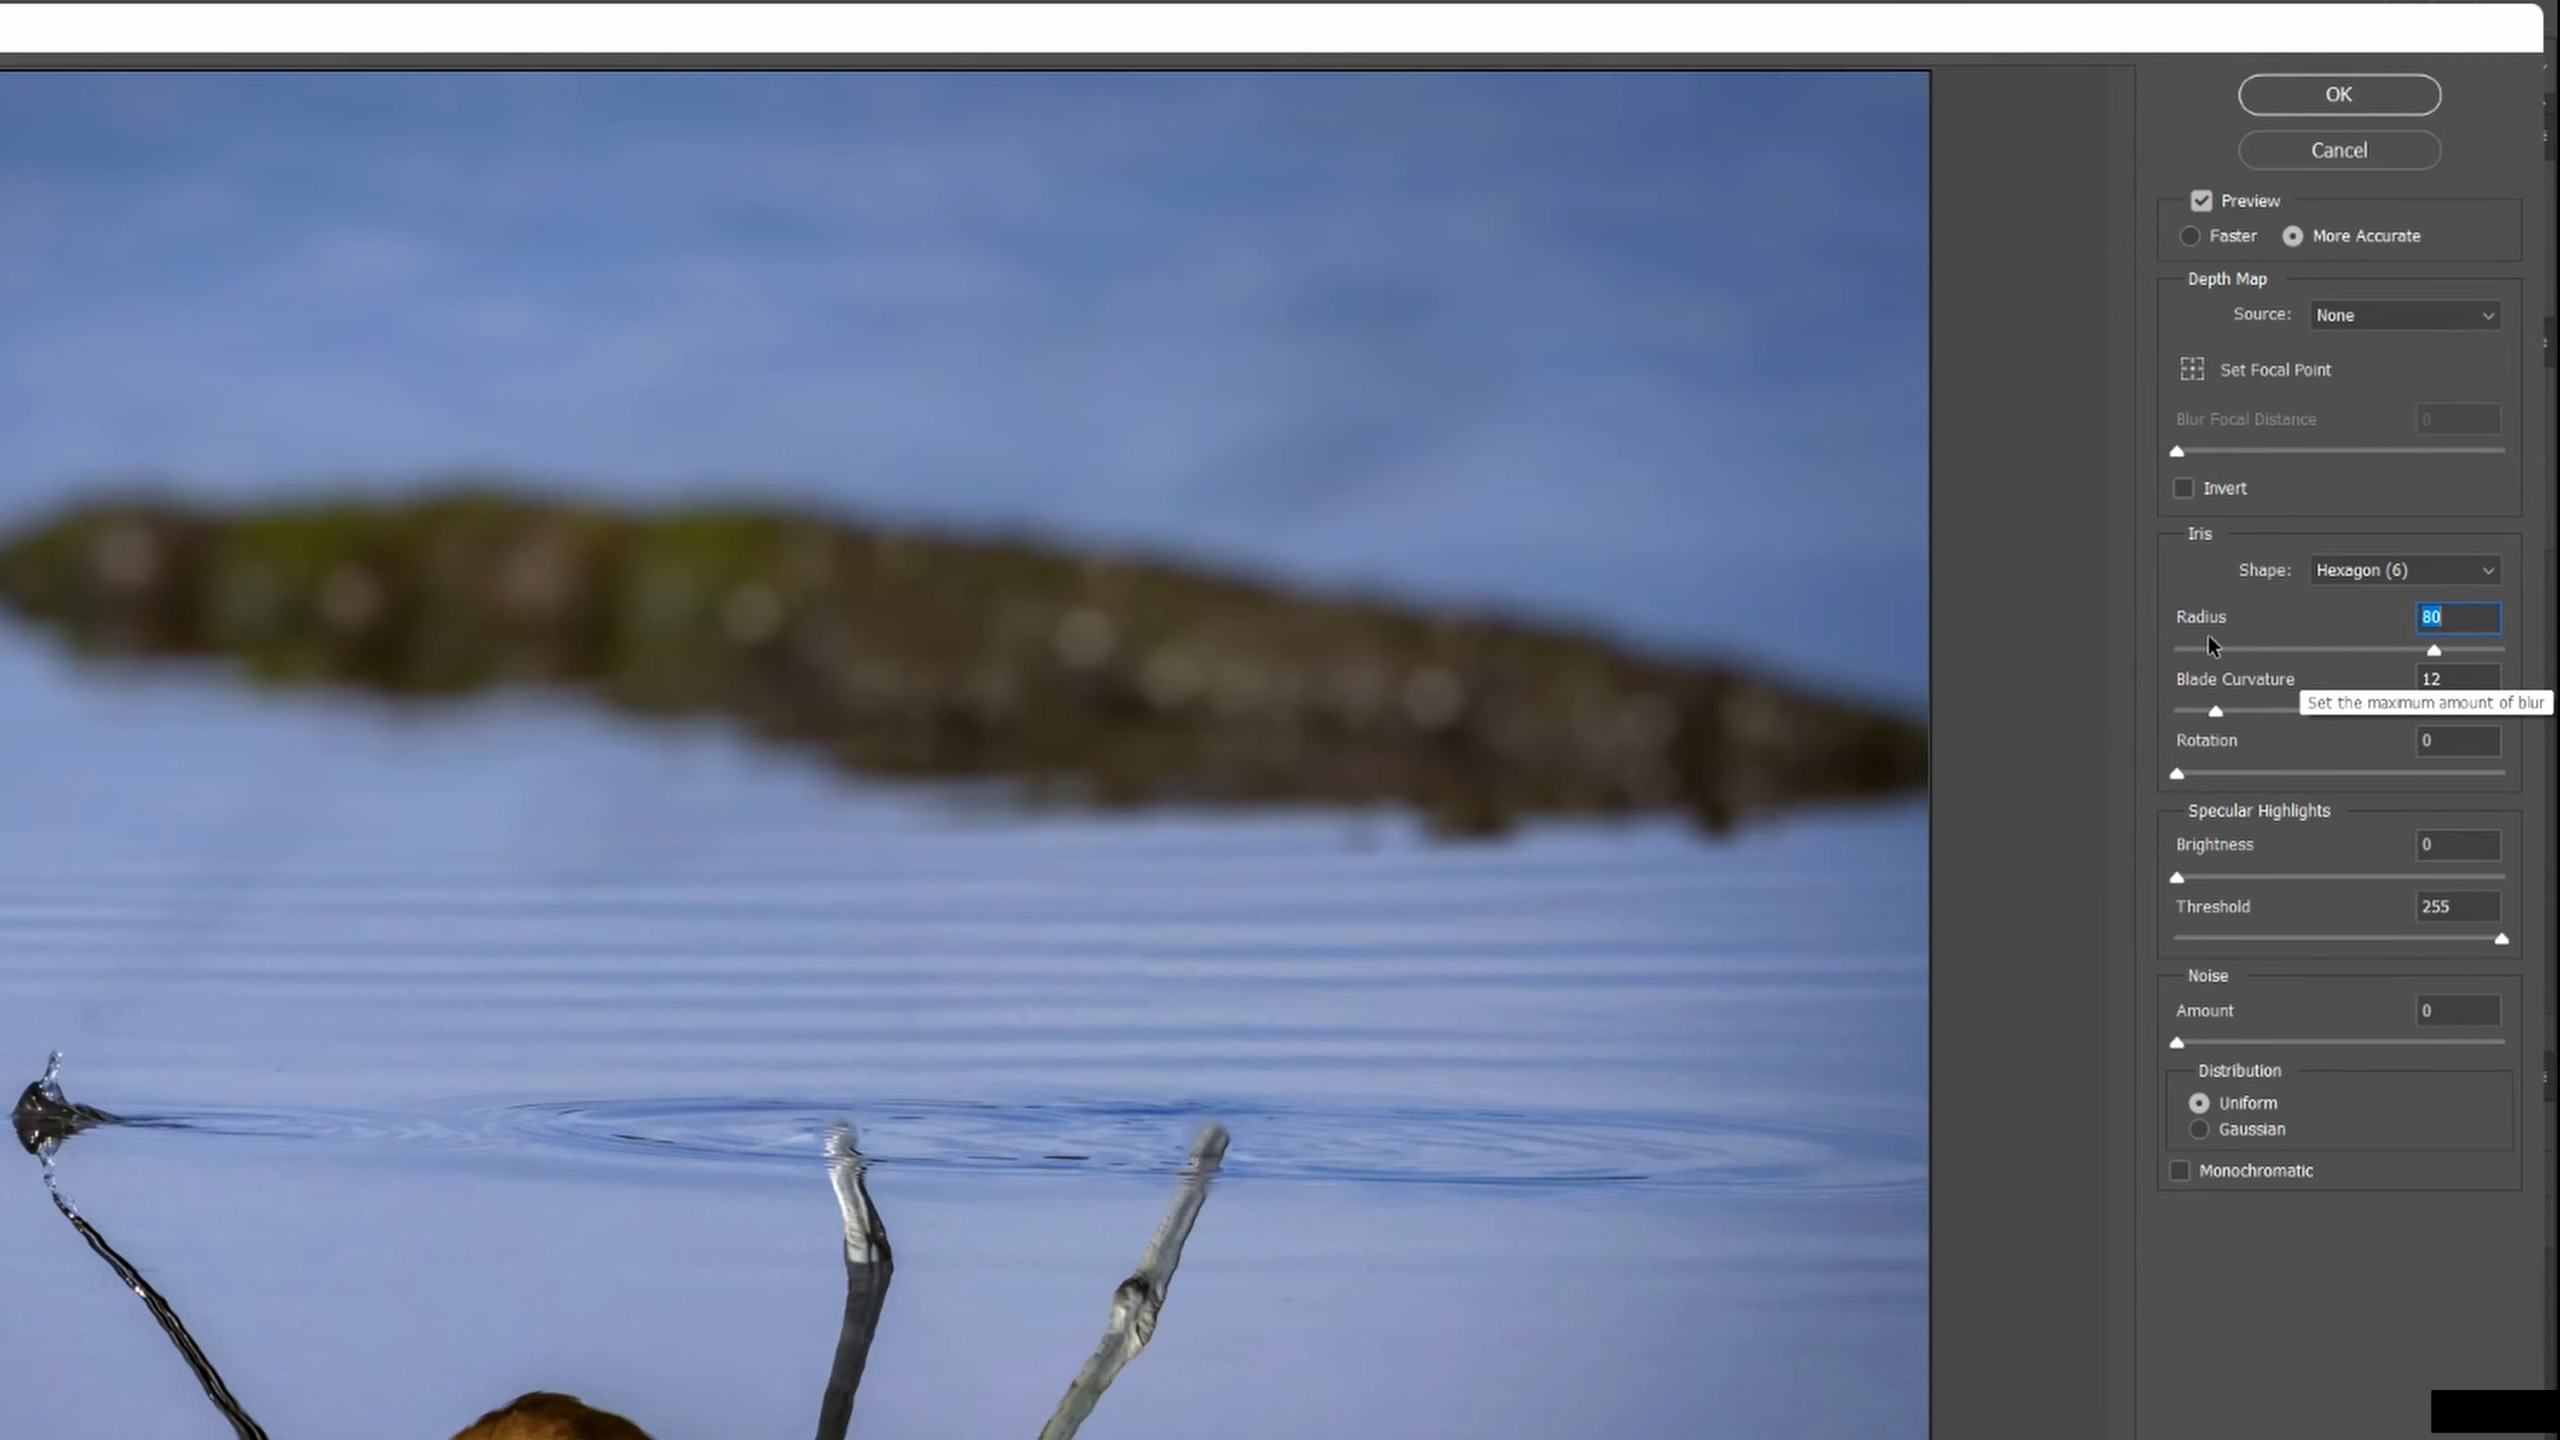 OK
Cancel
Preview
Faster More Accurate
Depth Map
Source: None
Set Focal Point
Blur Focal Distance 0
Invert
Iris
Shape: Hexagon (6)
Radius 80
Blade Curvature 12
Set the maximum amount of blur
Rotation 0
Specular Highlights
Brightness 0
Threshold 255
Noise
Amount 0
Distribution
Uniform
Gaussian
Monochromatic